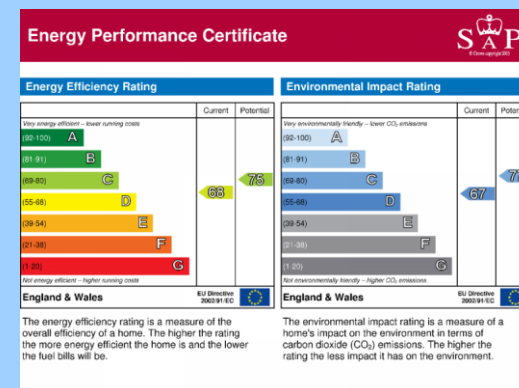 Energy Performance Certificate
SAP
© Crown copyright 2010
Energy Efficiency Rating
Current Potential
Very energy efficient – lower running costs
(92-100) A
(81-91) B
(69-80) C
(55-68) D
(39-54) E
(21-38) F
(1-20) G
68
75
Not energy efficient – higher running costs
England & Wales
EU Directive
2002/91/EC
The energy efficiency rating is a measure of the
overall efficiency of a home. The higher the rating
the more energy efficient the home is and the lower
the fuel bills will be.
Environmental Impact Rating
Current
Very environmentally friendly – lower CO₂ emissions
(92-100) A
(81-91) B
(69-80) C
(55-68) D
(39-54) E
(21-38) F
(1-20) G
67
Not environmentally friendly – higher CO₂ emissions
England & Wales
EU Directive
2002/91/EC
The environmental impact rating is a measure of a
home's impact on the environment in terms of
carbon dioxide (CO₂) emissions. The higher the
rating the less impact it has on the environment.